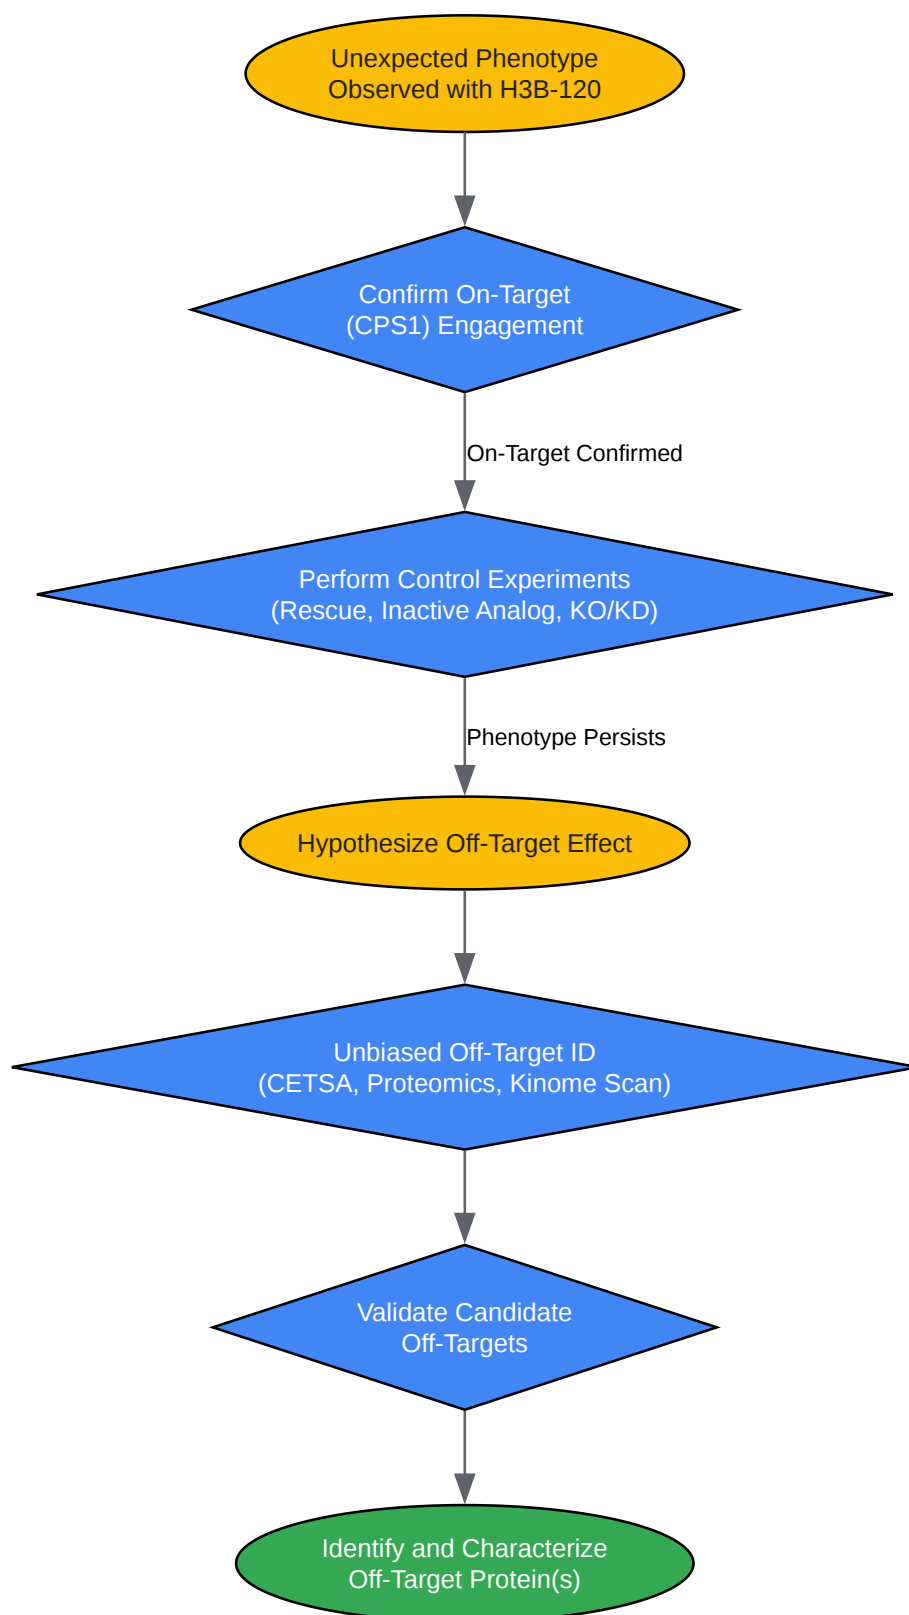 Unexpected Phenotype
Observed with H3B-120
Confirm On-Target
(CPS1) Engagement
On-Target Confirmed
Perform Control Experiments
(Rescue, Inactive Analog, KO/KD)
Phenotype Persists
Hypothesize Off-Target Effect
Unbiased Off-Target ID
(CETSA, Proteomics, Kinome Scan)
Validate Candidate
Off-Targets
Identify and Characterize
Off-Target Protein(s)